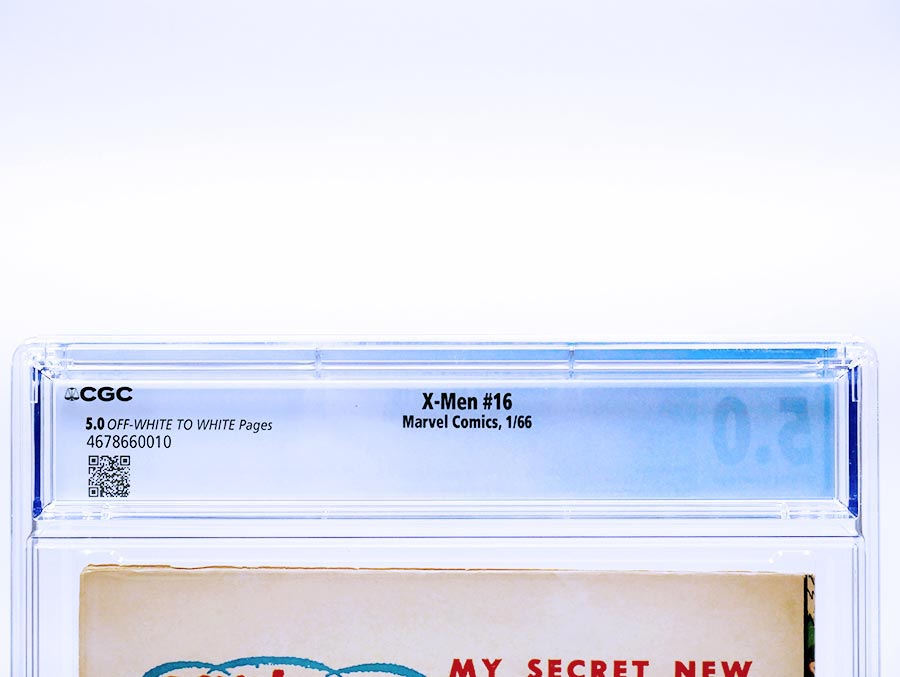 CGC
X-Men #16
Marvel Comics, 1/66
5.0 OFF-WHITE TO WHITE Pages
4678660010
5.0
MY SECRET NEW